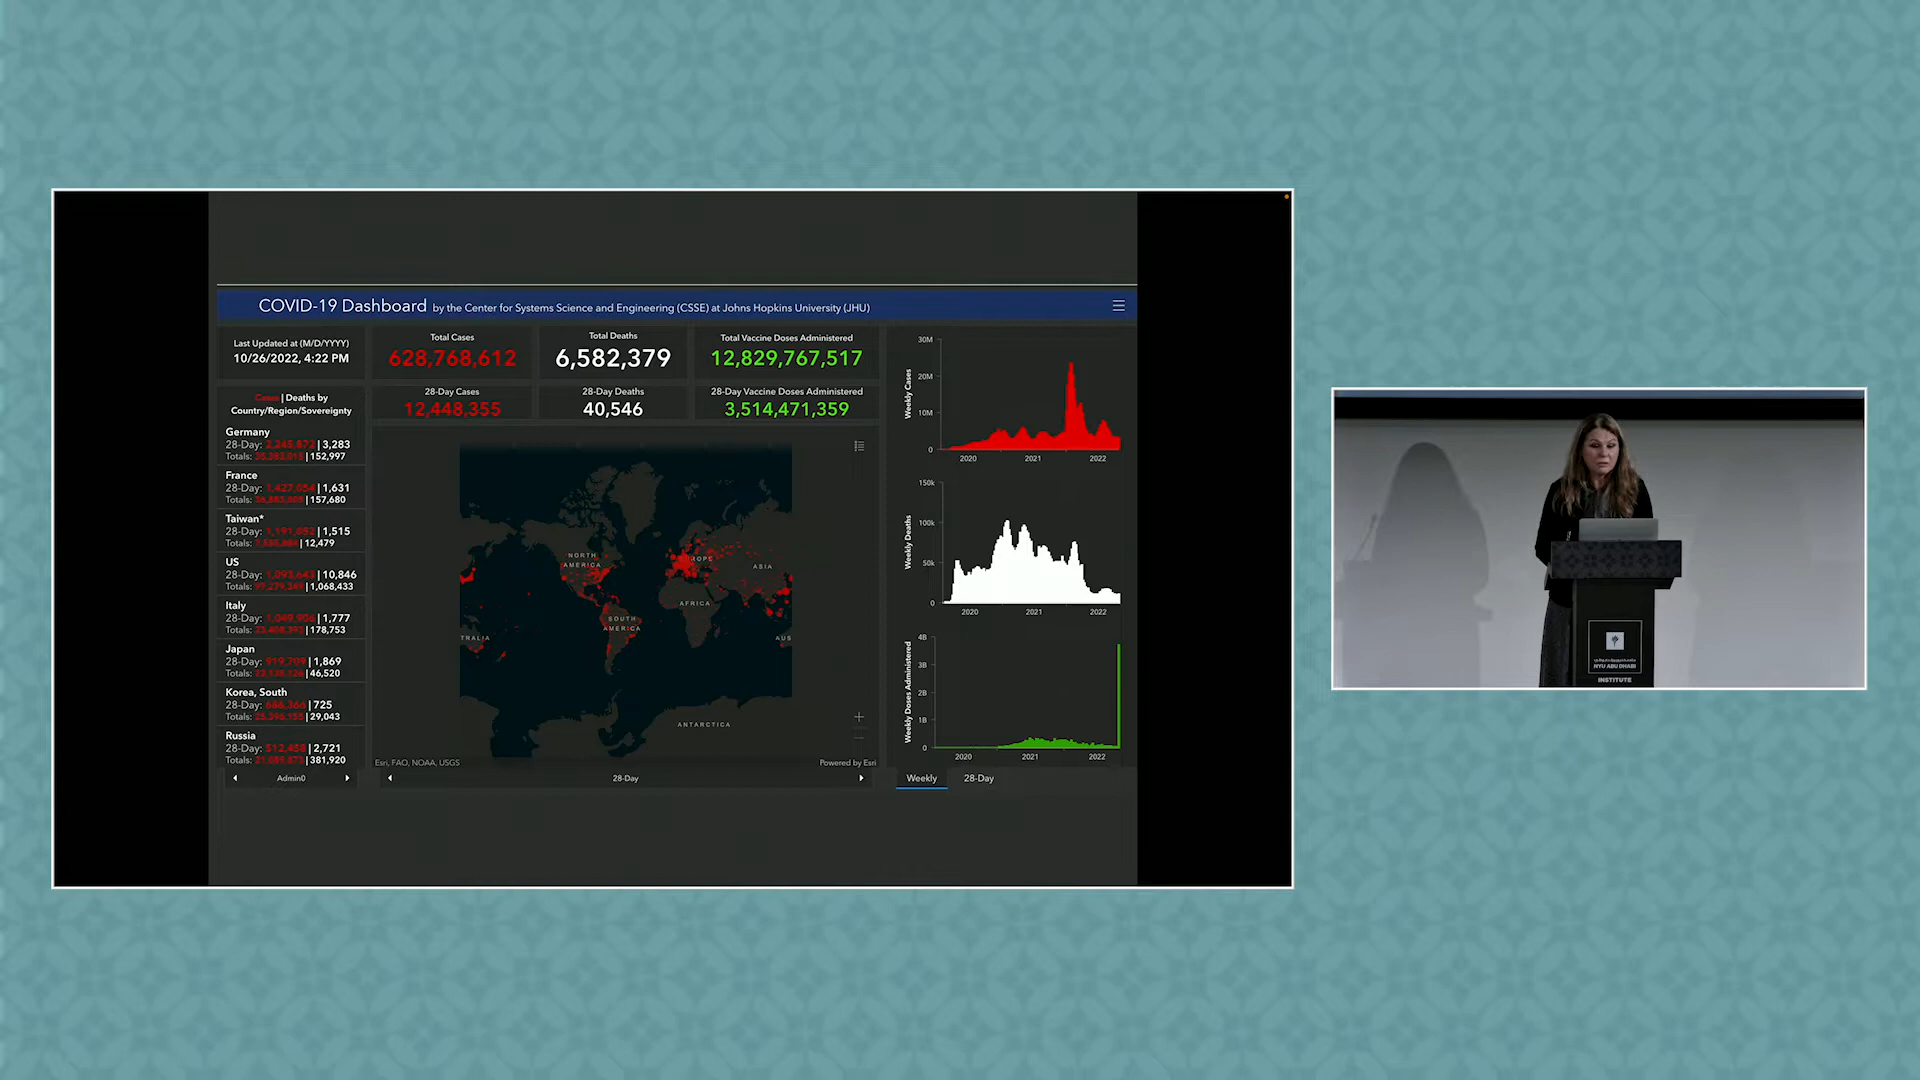 COVID-19 Dashboard by the Center for Systems Science and Engineering (CSSE) at Johns Hopkins University (JHU)
Last Updated at (M/D/YYYY)
10/26/2022, 4:22 PM
Total Cases
628,768,612
Total Deaths
6,582,379
Total Vaccine Doses Administered
12,829,767,517
28-Day Cases
12,448,355
28-Day Deaths
40,546
28-Day Vaccine Doses Administered
3,514,471,359
Cases | Deaths by
Country/Region/Sovereignty
Germany
28-Day: | 3,283
Totals: | 152,997
France
28-Day: | 1,631
Totals: | 157,680
Taiwan*
28-Day: | 1,515
Totals: | 12,479
US
28-Day: | 10,846
Totals: | 1,068,433
Italy
28-Day: | 1,777
Totals: | 178,753
Japan
28-Day: | 1,869
Totals: | 46,520
Korea, South
28-Day: | 725
Totals: | 29,043
Russia
28-Day: | 2,721
Totals: | 381,920
Admin0
NORTH
AMERICA
ROPE
ASIA
AFRICA
SOUTH
AMERICA
TRALIA
AUS
ANTARCTICA
Esri, FAO, NOAA, USGS
Powered by Esri
28-Day
Weekly Cases
30M
20M
10M
0
2020 2021 2022
Weekly Deaths
150k
100k
50k
0
2020 2021 2022
Weekly Doses Administered
4B
3B
2B
1B
0
2020 2021 2022
Weekly 28-Day
NYU ABU DHABI
INSTITUTE